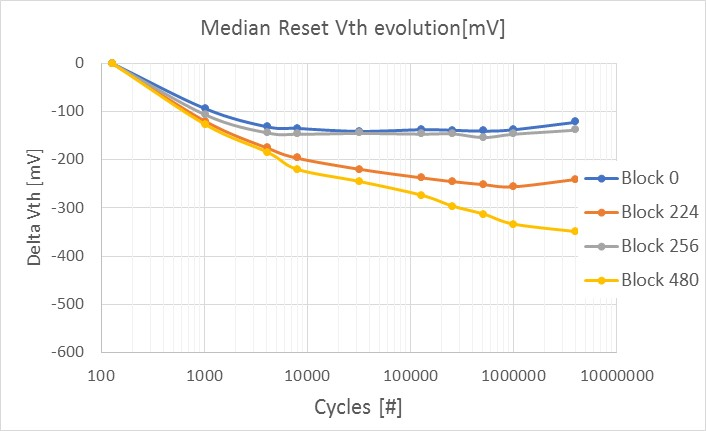 Median Reset Vth evolution[mV]
0
-100
-200
-300
-400
-500
-600
Delta Vth [mV]
Block 0
Block 224
Block 256
Block 480
100
1000
10000
100000
1000000
10000000
Cycles [#]